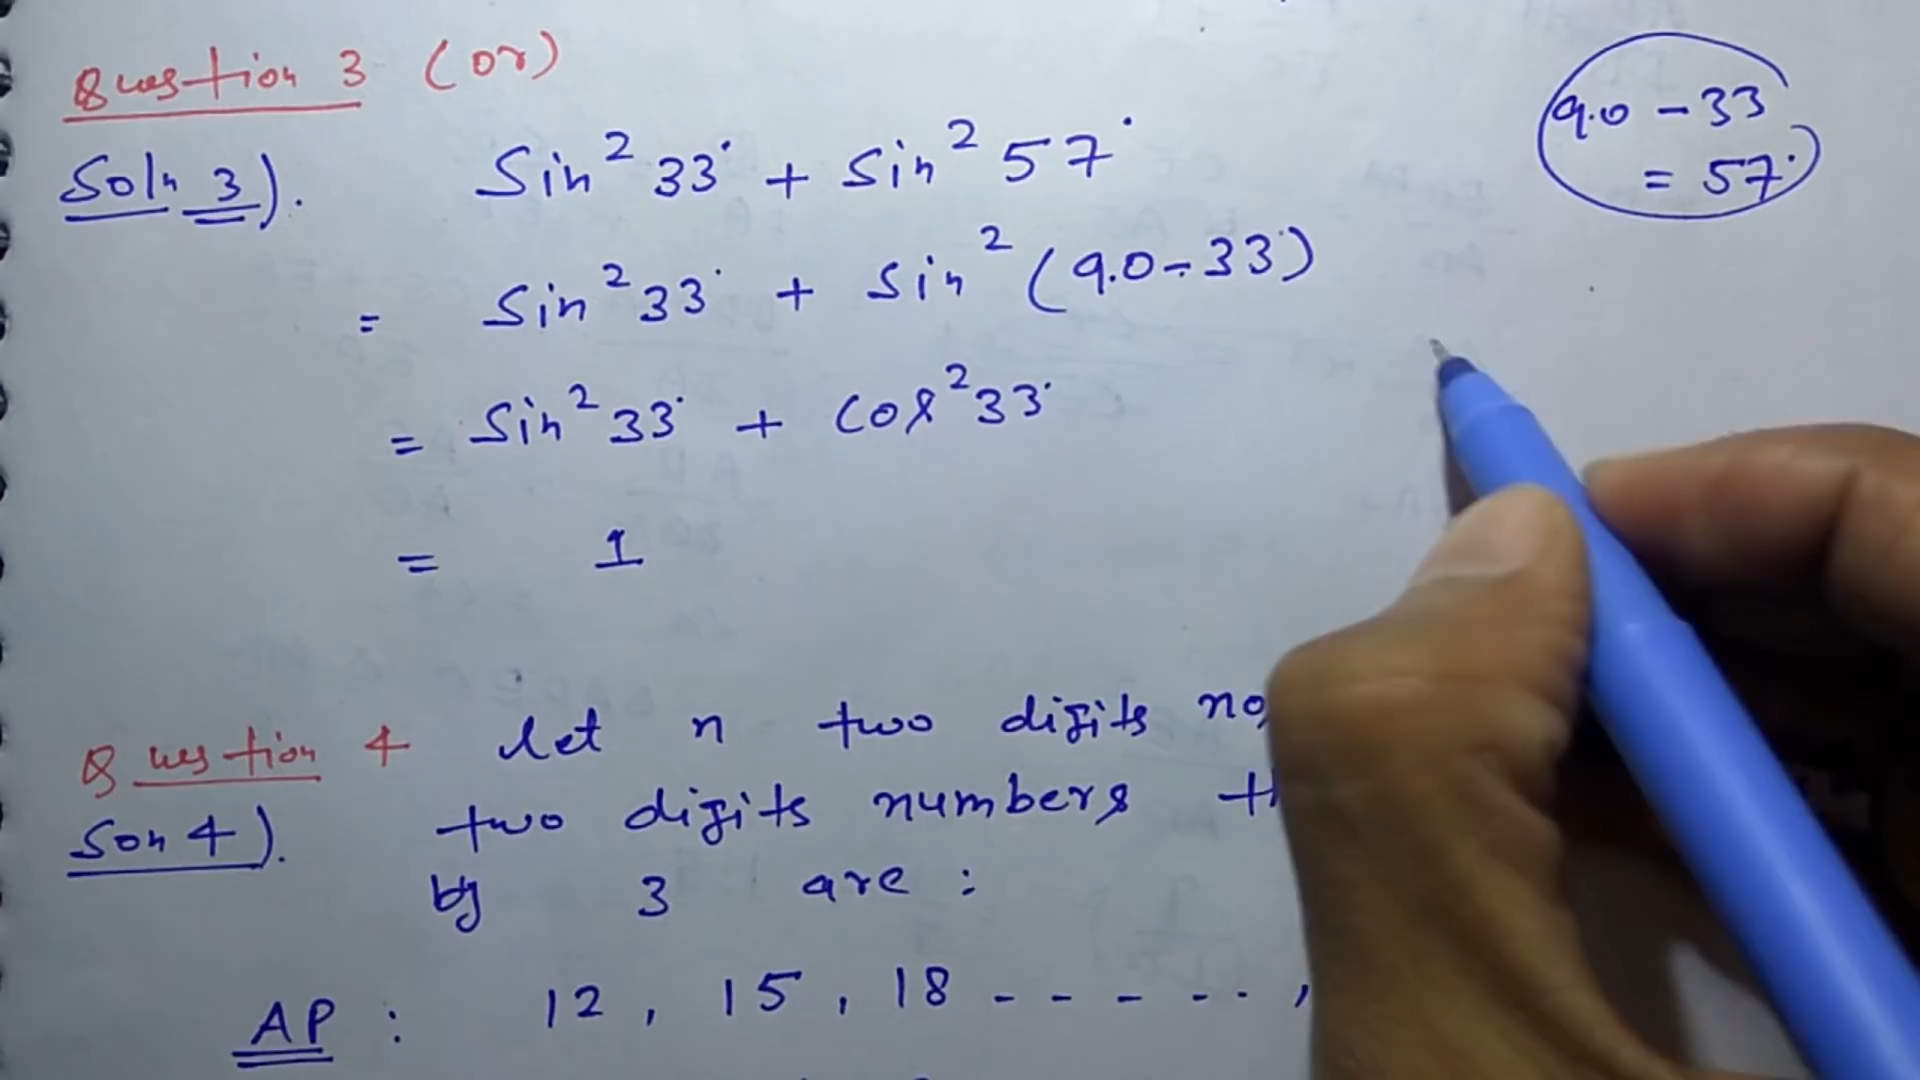 Question 3 (or)
Soln 3). Sin² 33° + Sin² 57°
90 - 33
= 57°
= Sin² 33° + Sin² (90-33)
= Sin² 33° + Cos² 33°
= 1
Question 4 Let n two digits no
Son 4). two digits numbers
by 3 are :
AP : 12, 15, 18 - - - - - - ,